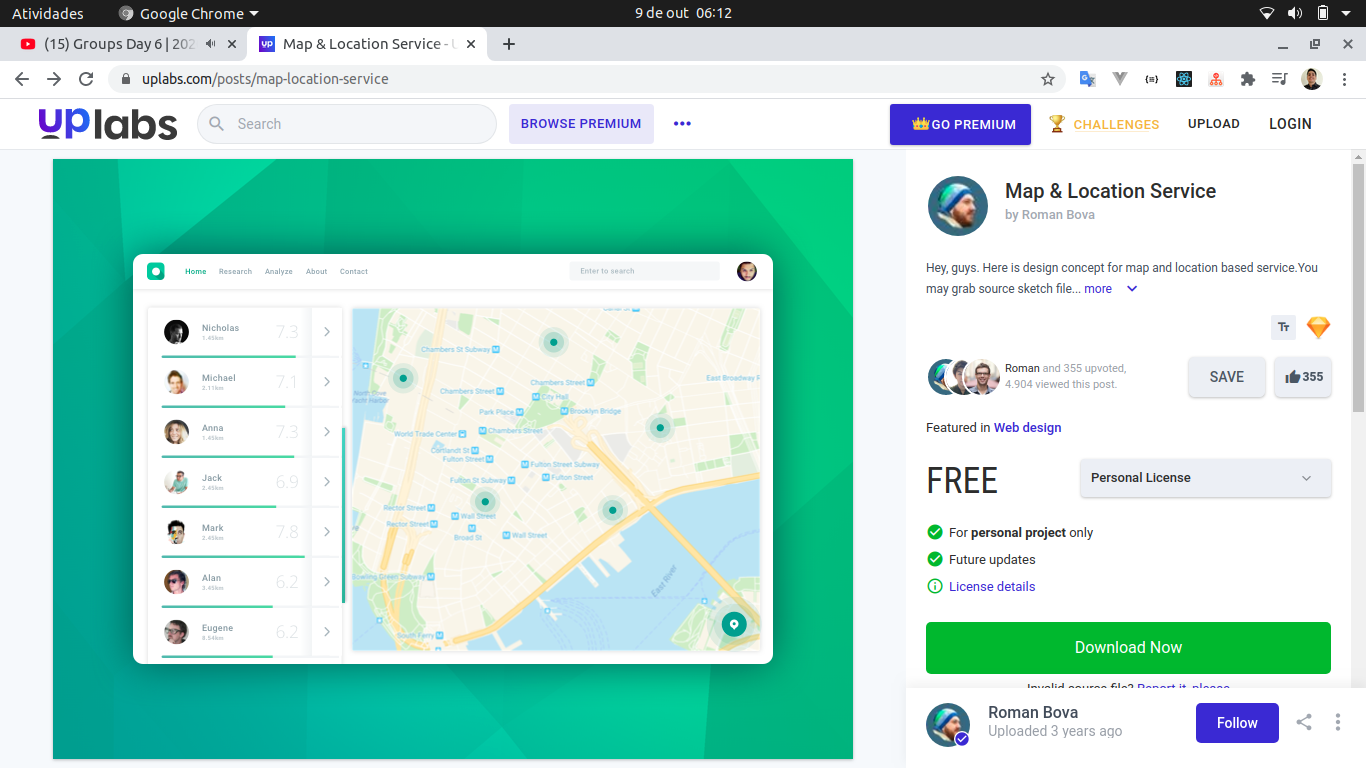 Atividades
Google Chrome
9 de out 06:12
(15) Groups Day 6 | 202
Map & Location Service - U
uplabs.com/posts/map-location-service
uplabs
Search
BROWSE PREMIUM
GO PREMIUM
CHALLENGES
UPLOAD
LOGIN
Home Research Analyze About Contact
Enter to search
Nicholas
1.45km
7.3
Michael
2.11km
7.1
Anna
1.45km
7.3
Jack
2.45km
6.9
Mark
2.45km
7.8
Alan
3.45km
6.2
Eugene
8.54km
6.2
Chambers St Subway
Chambers Street
Chambers Street
City Hall
East Broadway
North Cove
Yacht Harbor
Park Place
Brooklyn Bridge
World Trade Center
Chambers Street
Cortlandt St
Fulton Street
Fulton Street Subway
Fulton St Subway
Fulton Street
Rector Street
Rector Street
Wall Street
Broad St
Wall Street
Bowling Green Subway
East River
South Ferry
Map & Location Service
by Roman Bova
Hey, guys. Here is design concept for map and location based service.You
may grab source sketch file... more
Tт
Roman and 355 upvoted,
4.904 viewed this post.
SAVE
355
Featured in Web design
FREE
Personal License
For personal project only
Future updates
License details
Download Now
Invalid source file? Report it, please
Roman Bova
Uploaded 3 years ago
Follow